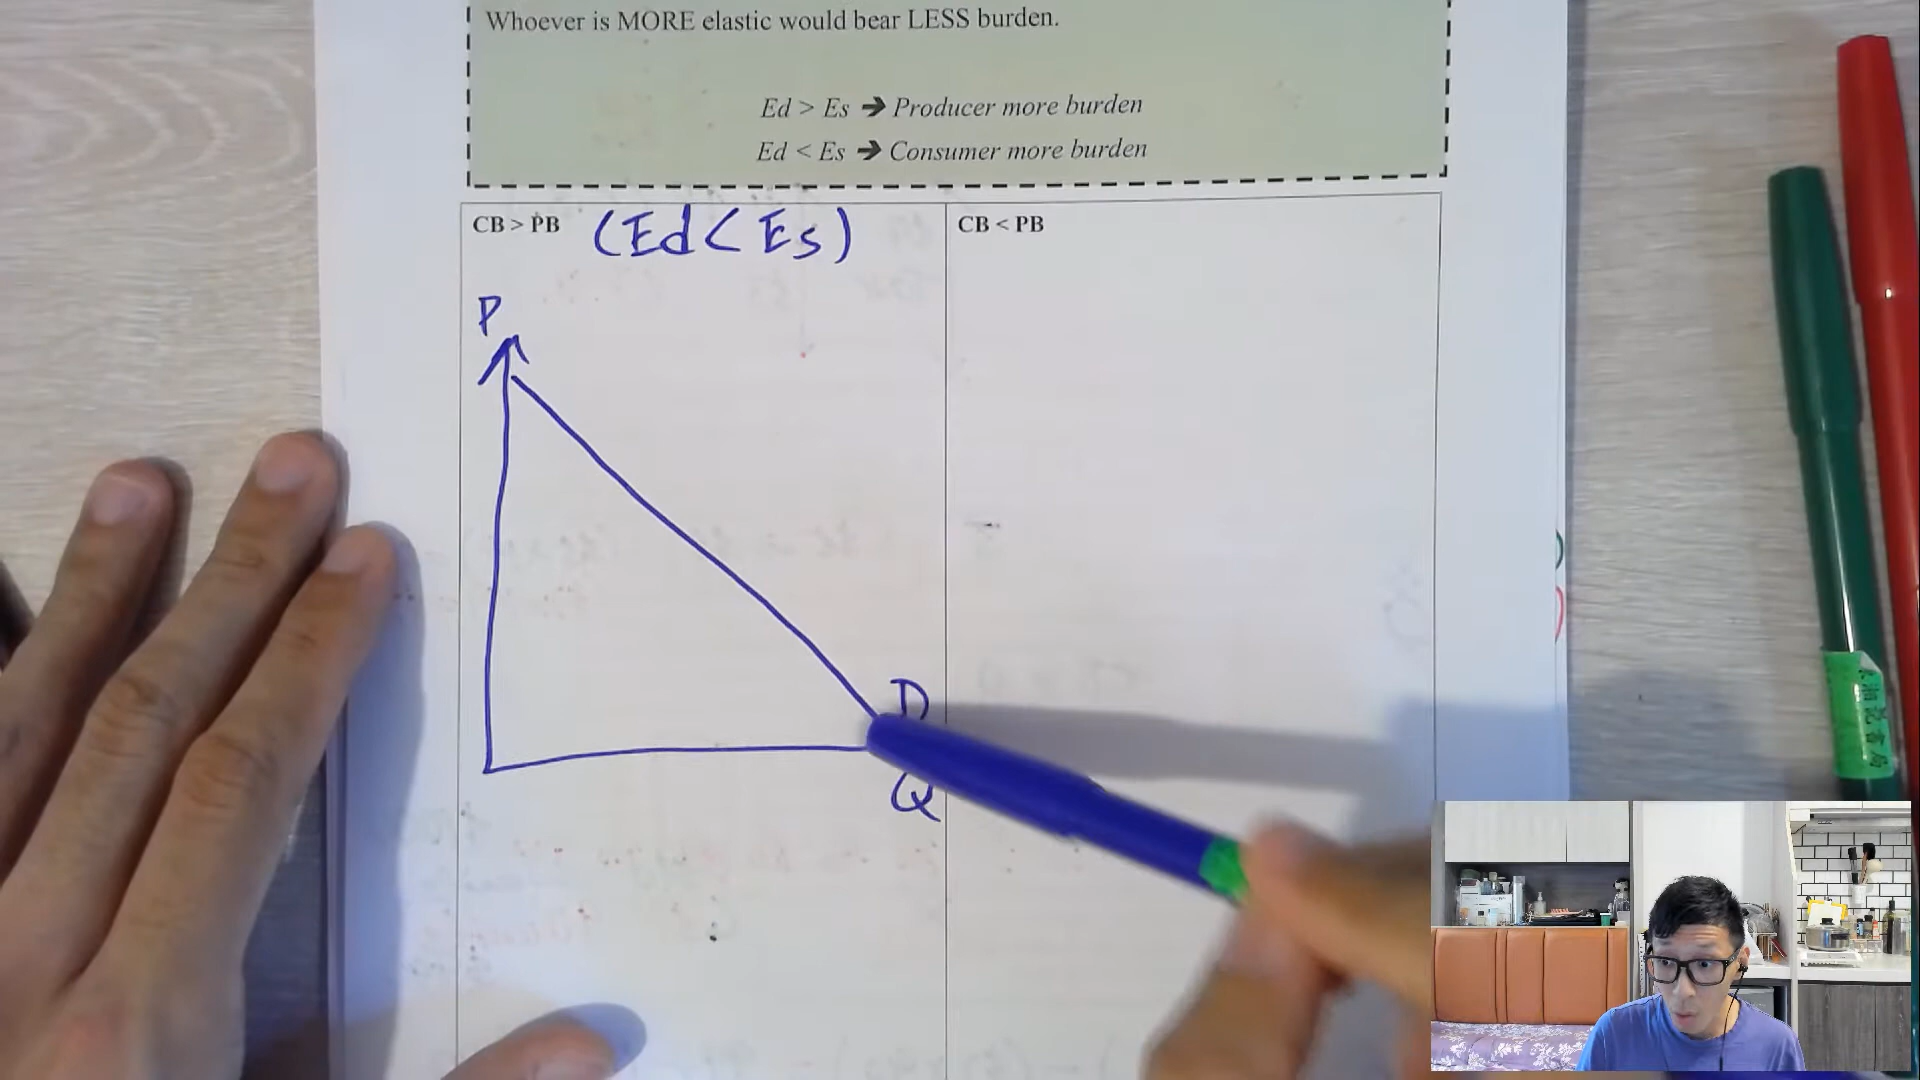 Whoever is MORE elastic would bear LESS burden.
Ed > Es ➔ Producer more burden
Ed < Es ➔ Consumer more burden
CB > PB (Ed < Es)
CB < PB
P
D
Q